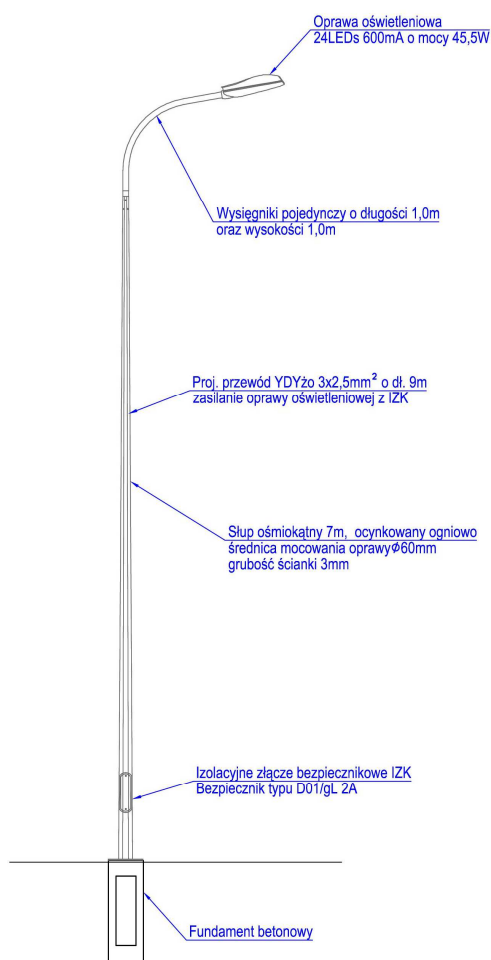 Oprawa oświetleniowa
24LEDs 600mA o mocy 45,5W
Wysięgniki pojedynczy o długości 1,0m
oraz wysokości 1,0m
Proj. przewód YDYżo 3x2,5mm² o dł. 9m
zasilanie oprawy oświetleniowej z IZK
Słup ośmiokątny 7m, ocynkowany ogniowo
średnica mocowania oprawyØ60mm
grubość ścianki 3mm
Izolacyjne złącze bezpiecznikowe IZK
Bezpiecznik typu D01/gL 2A
Fundament betonowy